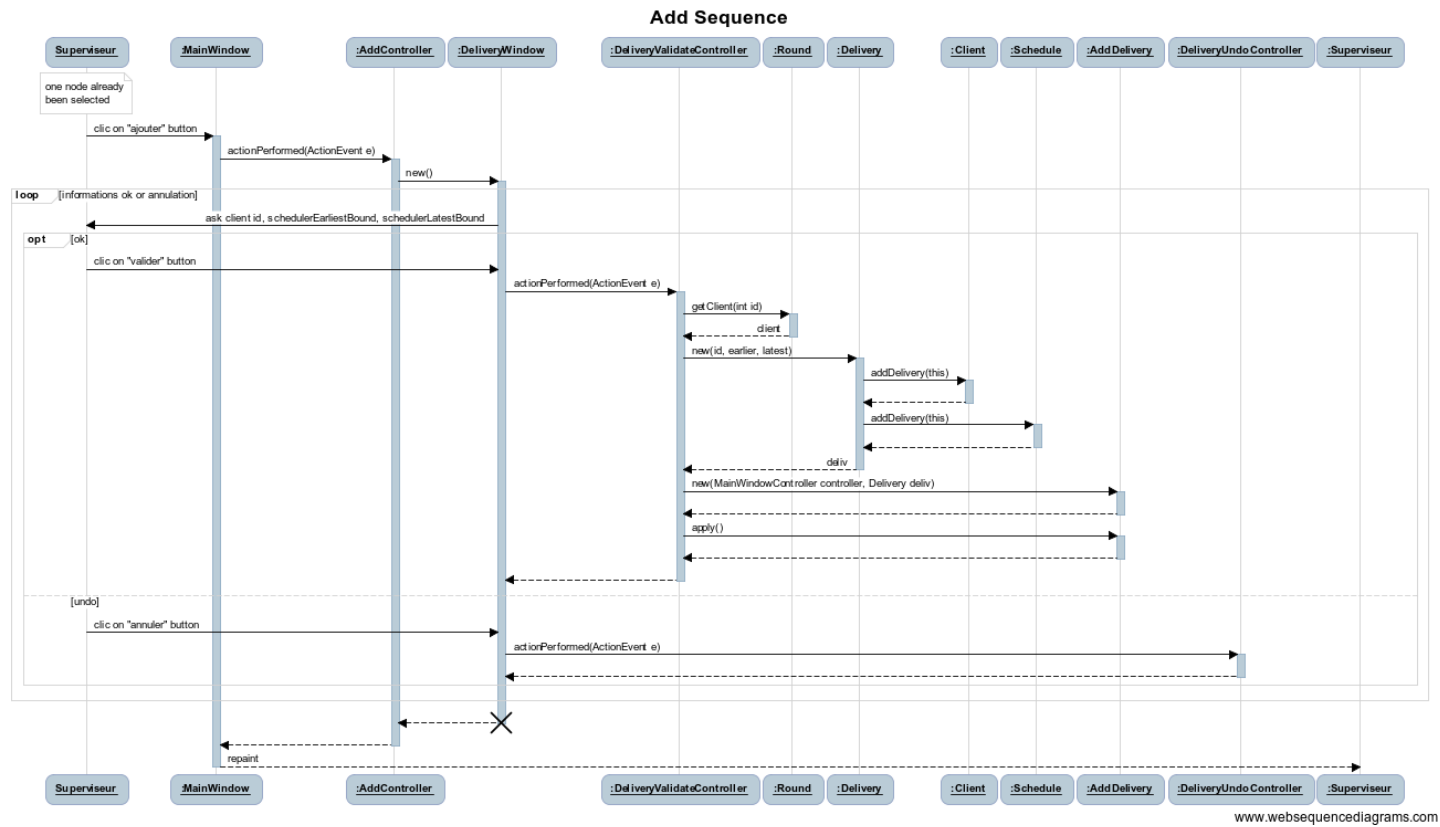 Add Sequence
Superviseur
:MainWindow
:AddController
:DeliveryWindow
:DeliveryValidateController
:Round
:Delivery
:Client
:Schedule
:AddDelivery
:DeliveryUndoController
:Superviseur
one node already
been selected
clic on "ajouter" button
actionPerformed(ActionEvent e)
new()
loop
[informations ok or annulation]
ask client id, schedulerEarliestBound, schedulerLatestBound
opt
[ok]
clic on "valider" button
actionPerformed(ActionEvent e)
getClient(int id)
client
new(id, earlier, latest)
addDelivery(this)
addDelivery(this)
deliv
new(MainWindowController controller, Delivery deliv)
apply()
[undo]
clic on "annuler" button
actionPerformed(ActionEvent e)
repaint
Superviseur
:MainWindow
:AddController
:DeliveryValidateController
:Round
:Delivery
:Client
:Schedule
:AddDelivery
:DeliveryUndoController
:Superviseur
www.websequencediagrams.com